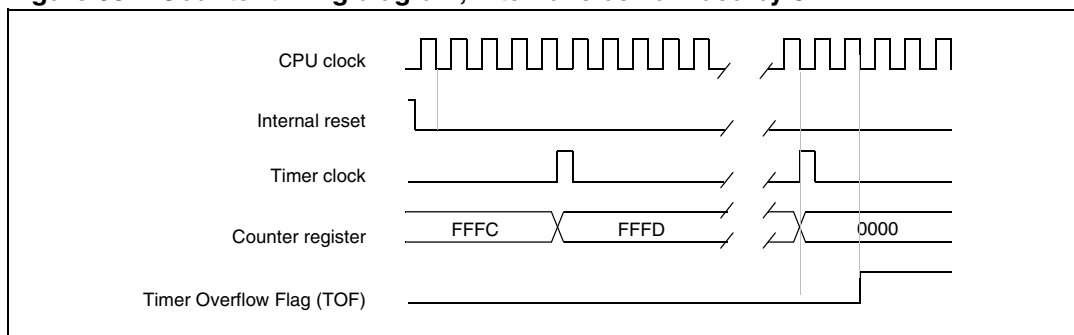 CPU clock
Internal reset
Timer clock
Counter register
FFFC
FFFD
0000
Timer Overflow Flag (TOF)